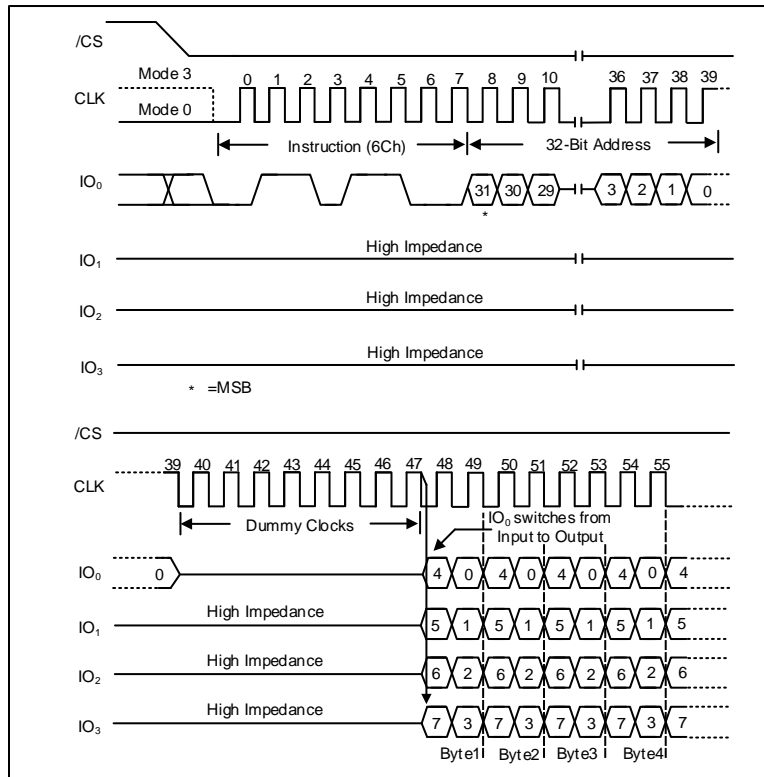 /CS
Mode 3
CLK
Mode 0
0 1 2 3 4 5 6 7 8 9 10 36 37 38 39
Instruction (6Ch)
32-Bit Address
IO0
31 30 29 3 2 1 0
*
IO1
High Impedance
IO2
High Impedance
IO3
High Impedance
* =MSB
/CS
39 40 41 42 43 44 45 46 47 48 49 50 51 52 53 54 55
CLK
Dummy Clocks
IO0 switches from
Input to Output
IO0
0 4 0 4 0 4 0 4 0 4
IO1
High Impedance
5 1 5 1 5 1 5 1 5
IO2
High Impedance
6 2 6 2 6 2 6 2 6
IO3
High Impedance
7 3 7 3 7 3 7 3 7
Byte1 Byte2 Byte3 Byte4